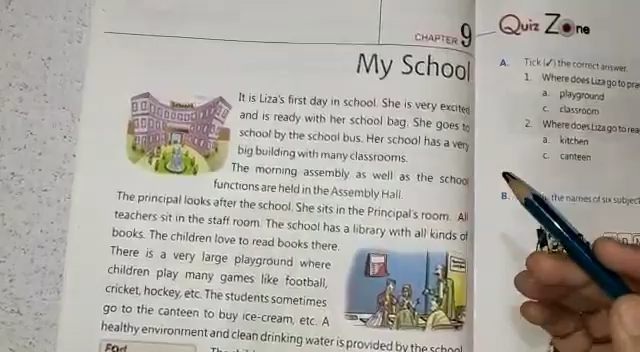 CHAPTER 9
My School
It is Liza's first day in school. She is very excited
and is ready with her school bag. She goes to
school by the school bus. Her school has a very
big building with many classrooms.
The morning assembly as well as the school
functions are held in the Assembly Hall.
The principal looks after the school. She sits in the Principal's room. All
teachers sit in the staff room. The school has a library with all kinds of
books. The children love to read books there.
There is a very large playground where
children play many games like football,
cricket, hockey, etc. The students sometimes
go to the canteen to buy ice-cream, etc. A
healthy environment and clean drinking water is provided by the school
Quiz Zone
A. Tick (✓) the correct answer.
1. Where does Liza go to
a. playground
c. classroom
2. Where does Liza go to
a. kitchen
c. canteen
B. the names of six